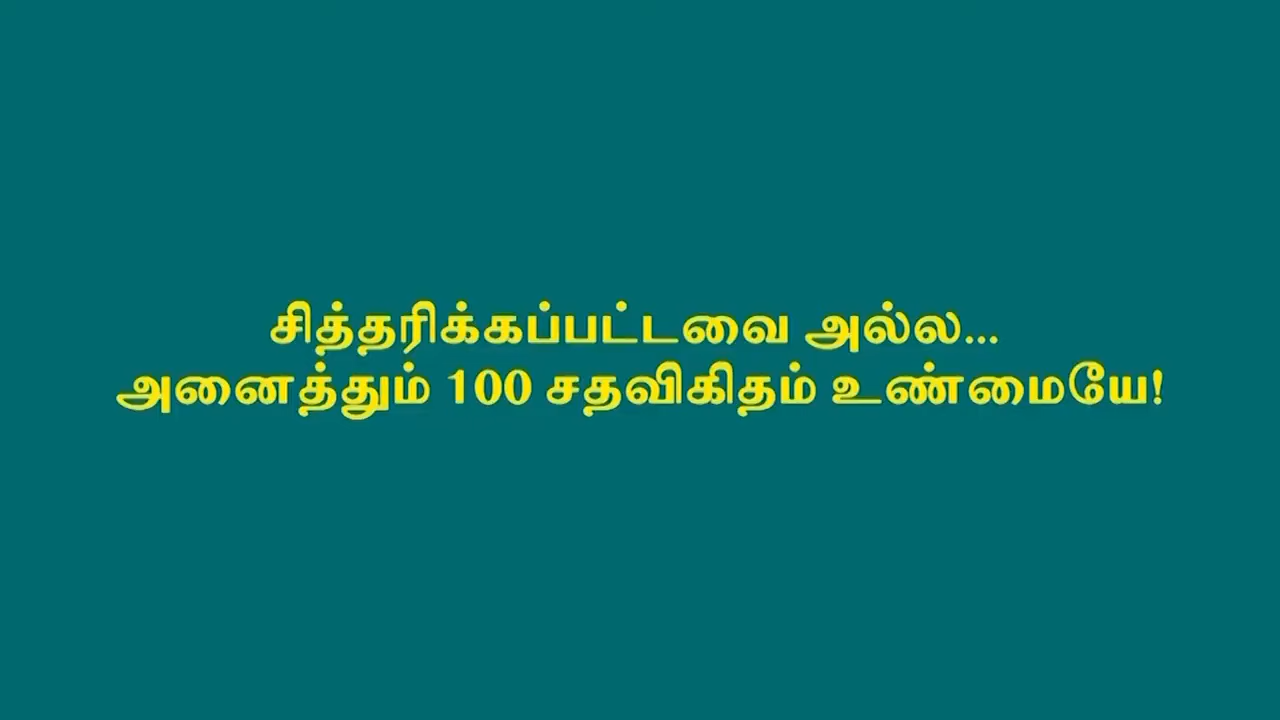 சித்தரிக்கப்பட்டவை அல்ல...
அனைத்தும் 100 சதவிகிதம் உண்மையே!